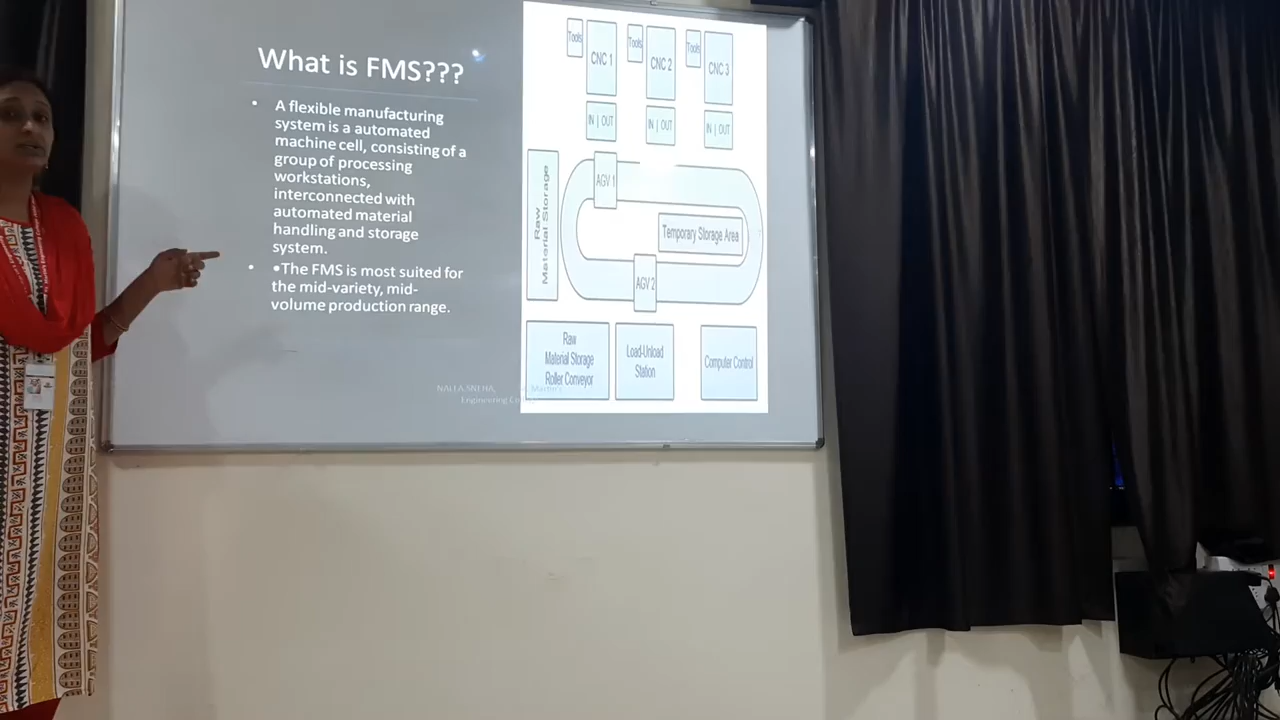 What is FMS???
• A flexible manufacturing
system is a automated
machine cell, consisting of a
group of processing
workstations,
interconnected with
automated material
handling and storage
system.
• •The FMS is most suited for
the mid-variety, mid-
volume production range.
Tools
CNC 1
Tools
CNC 2
Tools
CNC 3
IN | OUT
IN | OUT
IN | OUT
Raw
Material Storage
AGV 1
Temporary Storage Area
AGV 2
Raw
Material Storage
Roller Conveyor
Load-Unload
Station
Computer Control
Engineering